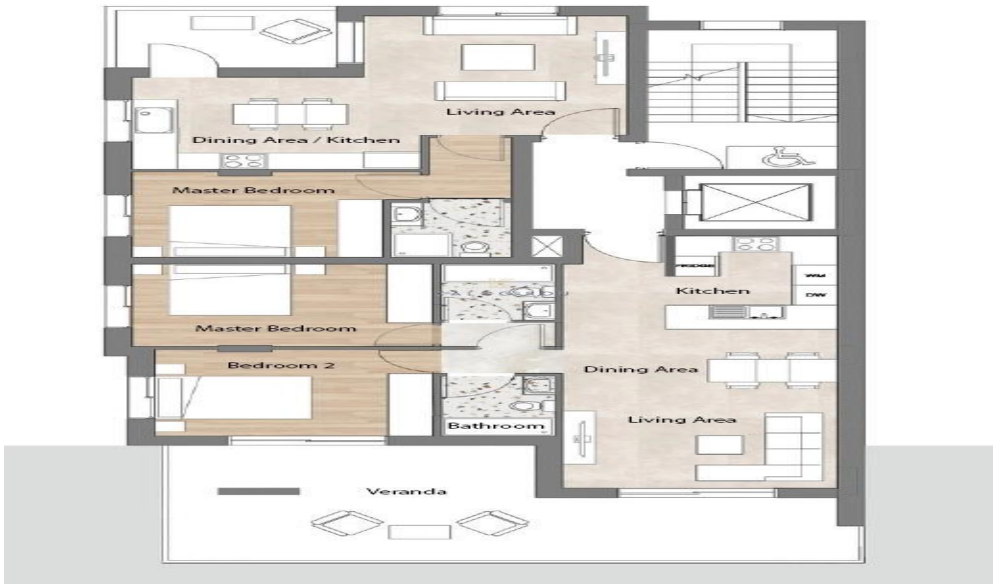 Living Area
Dining Area / Kitchen
Master Bedroom
FRIDGE
WM
Kitchen
DW
Master Bedroom
Bedroom 2
Dining Area
Living Area
Bathroom
Veranda